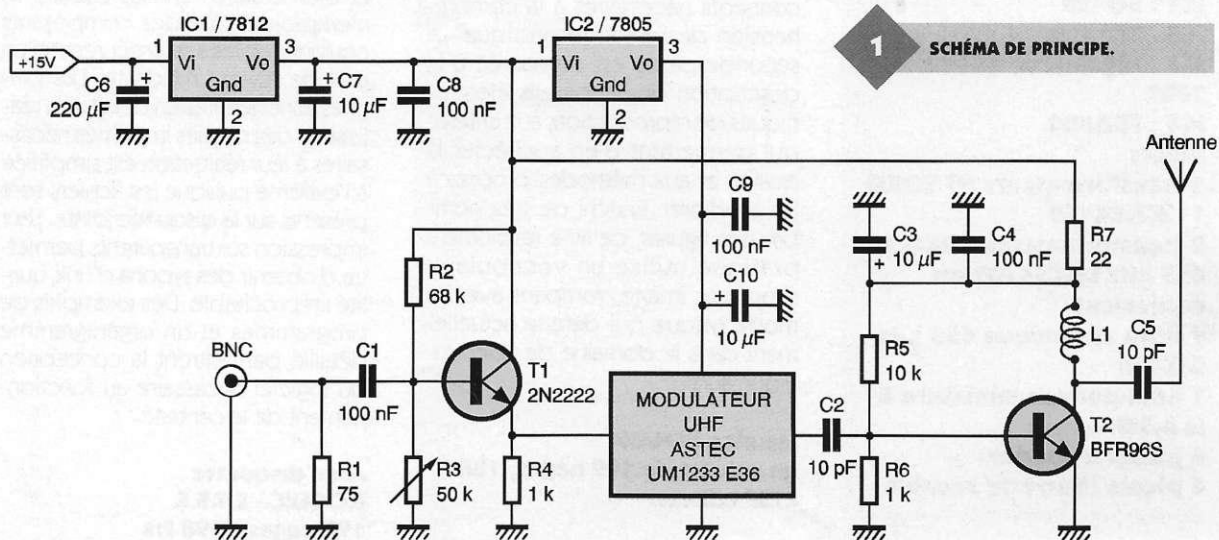 IC1 / 7812
IC2 / 7805
1 SCHÉMA DE PRINCIPE.
+15V
1
Vi
Vo
3
Gnd
2
C6
220 µF
+
C7
10 µF
+
C8
100 nF
1
Vi
Vo
3
Gnd
2
Antenne
C9
100 nF
C10
10 µF
+
C3
10 µF
+
C4
100 nF
R7
22
R2
68 k
L1
C5
10 pF
BNC
C1
100 nF
T1
2N2222
R5
10 k
R1
75
R3
50 k
R4
1 k
MODULATEUR
UHF
ASTEC
UM1233 E36
C2
10 pF
R6
1 k
T2
BFR96S